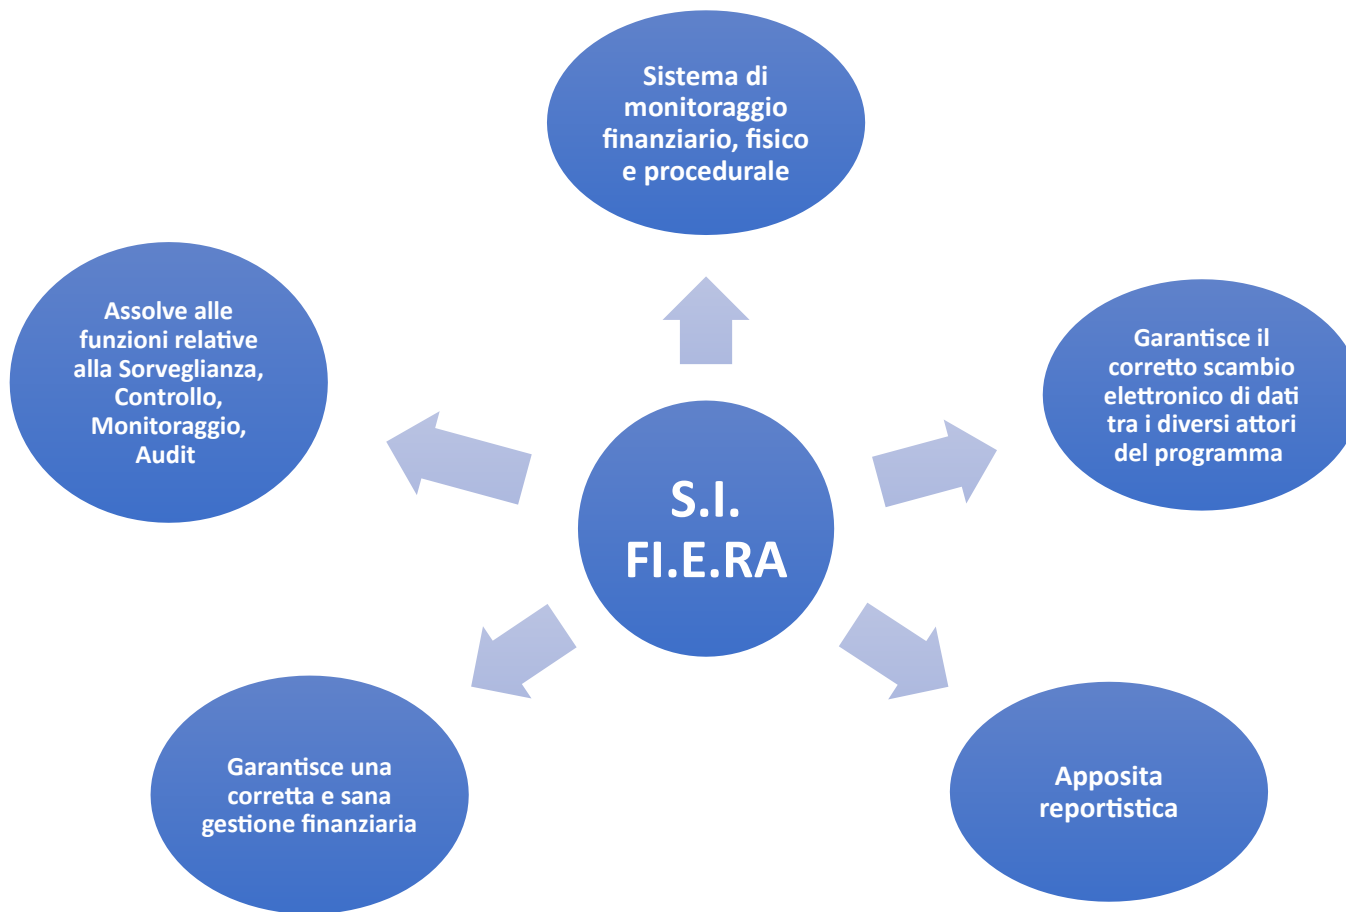 Sistema di
monitoraggio
finanziario, fisico
e procedurale
Assolve alle
funzioni relative
alla Sorveglianza,
Controllo,
Monitoraggio,
Audit
Garantisce il
corretto scambio
elettronico di dati
tra i diversi attori
del programma
S.I.
FI.E.RA
Garantisce una
corretta e sana
gestione finanziaria
Apposita
reportistica